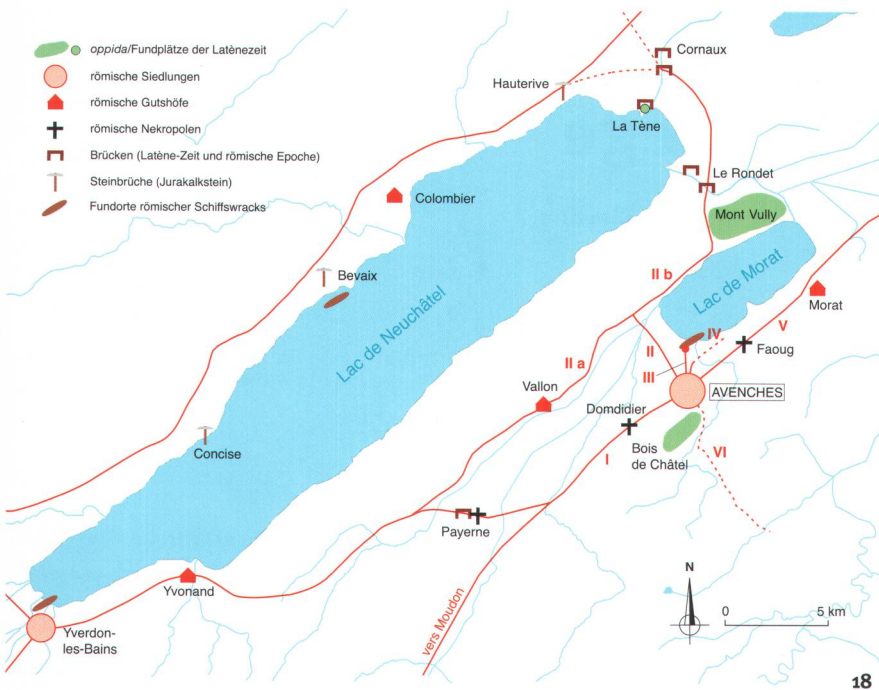 oppida/Fundplätze der Latènezeit
römische Siedlungen
römische Gutshöfe
römische Nekropolen
Brücken (Latène-Zeit und römische Epoche)
Steinbrüche (Jurakalkstein)
Fundorte römischer Schiffswracks
Cornaux
Hauterive
La Tène
Le Rondet
Colombier
Mont Vully
Bevaix
II b
Lac de Morat
Morat
Lac de Neuchâtel
IV
V
II
Faoug
II a
III
Vallon
AVENCHES
Domdidier
Concise
Bois
de Châtel
VI
I
Payerne
N
Yvonand
0 5 km
vers Moudon
Yverdon-
les-Bains
18